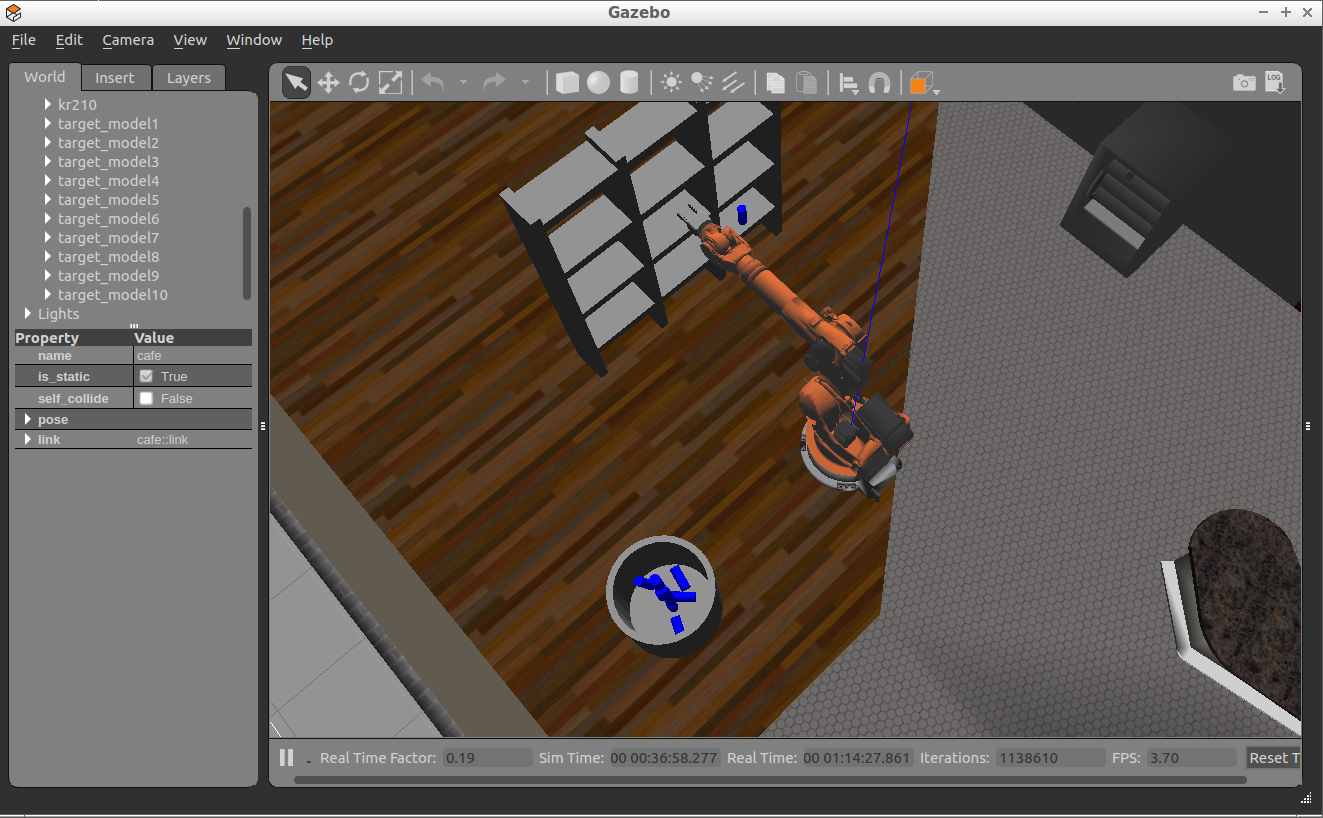 Gazebo
File Edit Camera View Window Help
World Insert Layers
LOG
kr210
target_model1
target_model2
target_model3
target_model4
target_model5
target_model6
target_model7
target_model8
target_model9
target_model10
Lights
Property Value
name cafe
is_static True
self_collide False
pose
link cafe::link
Real Time Factor: 0.19 Sim Time: 00 00:36:58.277 Real Time: 00 01:14:27.861 Iterations: 1138610 FPS: 3.70 Reset T